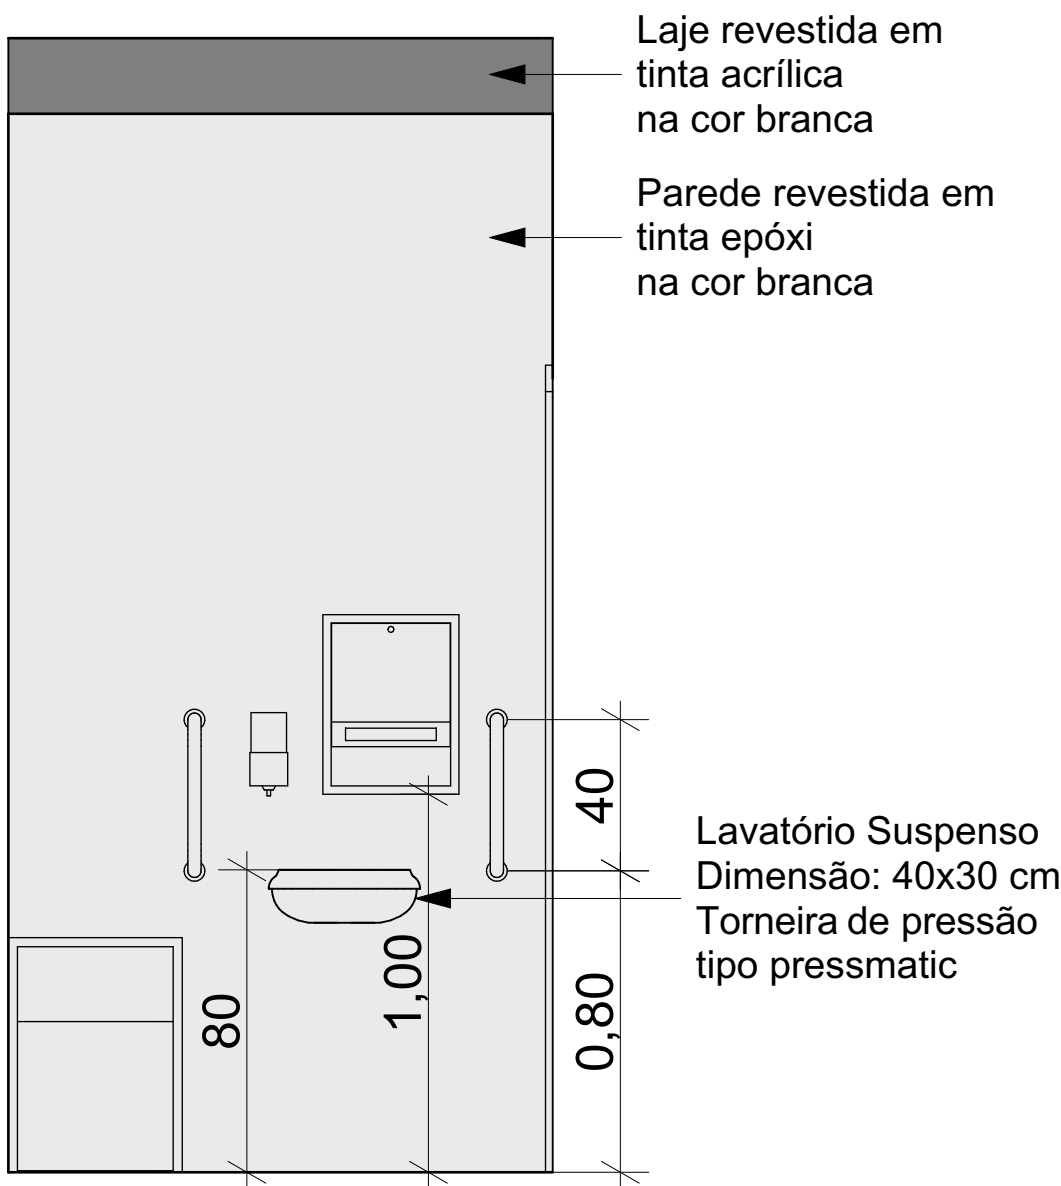 Laje revestida em
tinta acrílica
na cor branca
Parede revestida em
tinta epóxi
na cor branca
40
Lavatório Suspenso
Dimensão: 40x30 cm
Torneira de pressão
tipo pressmatic
80
1,00
0,80